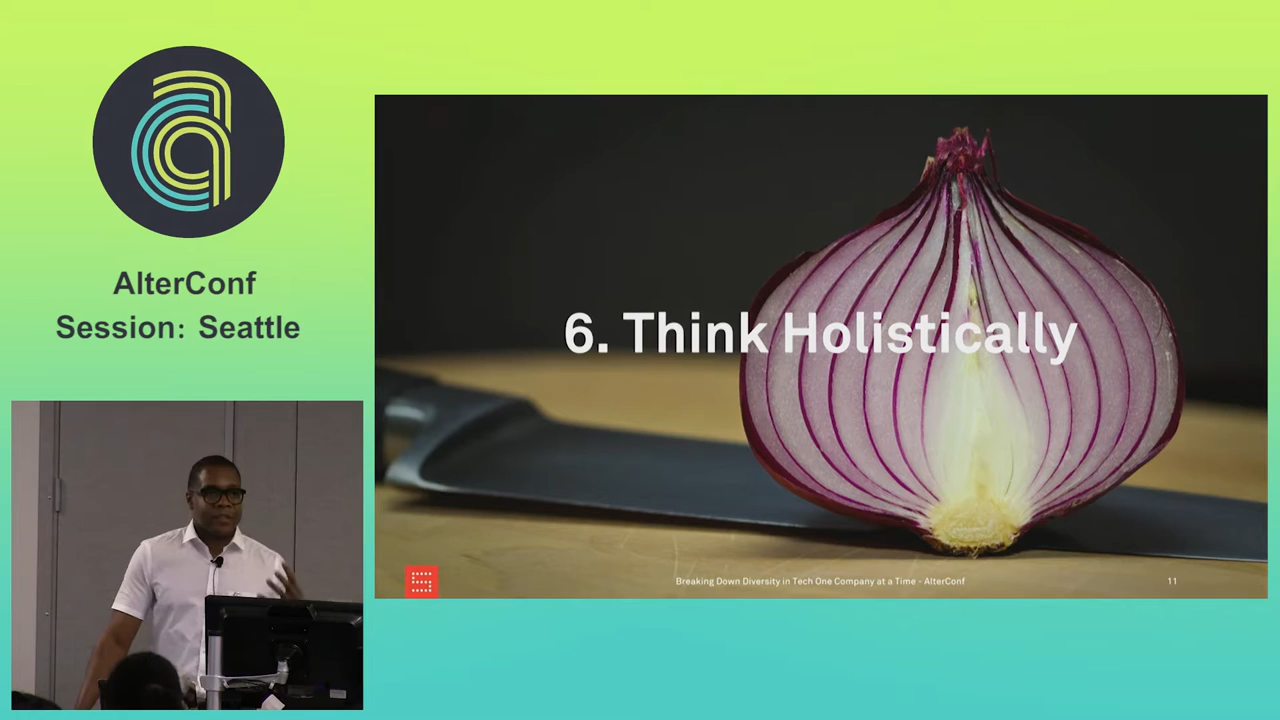 AlterConf
Session: Seattle
6. Think Holistically
Breaking Down Diversity in Tech One Company at a Time - AlterConf
11